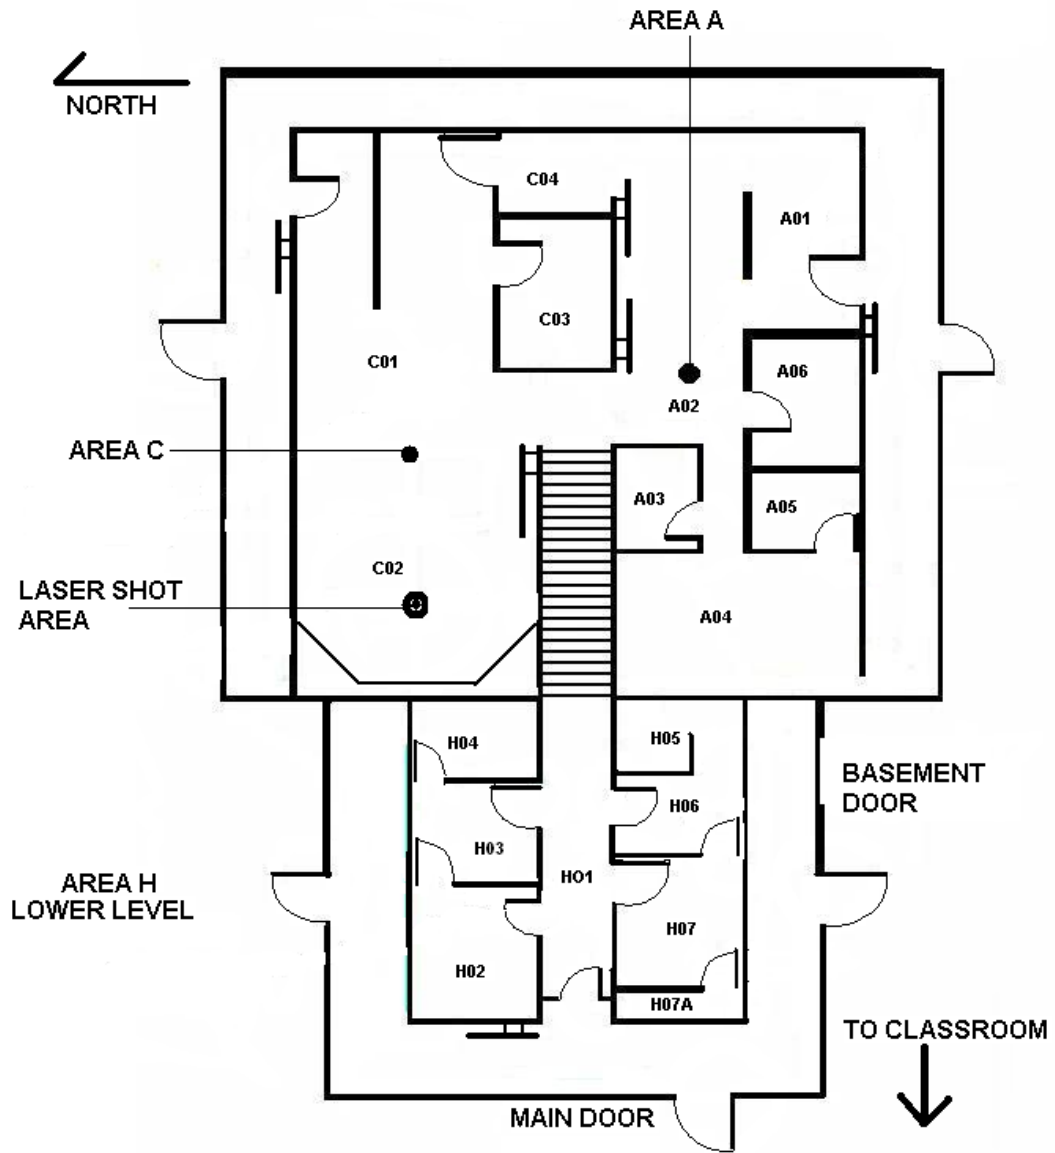 AREA A
NORTH
C04
A01
C03
C01
A06
A02
AREA C
A03
A05
C02
LASER SHOT
AREA
A04
H04
H05
BASEMENT
DOOR
H06
H03
HO1
AREA H
LOWER LEVEL
H07
H02
H07A
TO CLASSROOM
MAIN DOOR